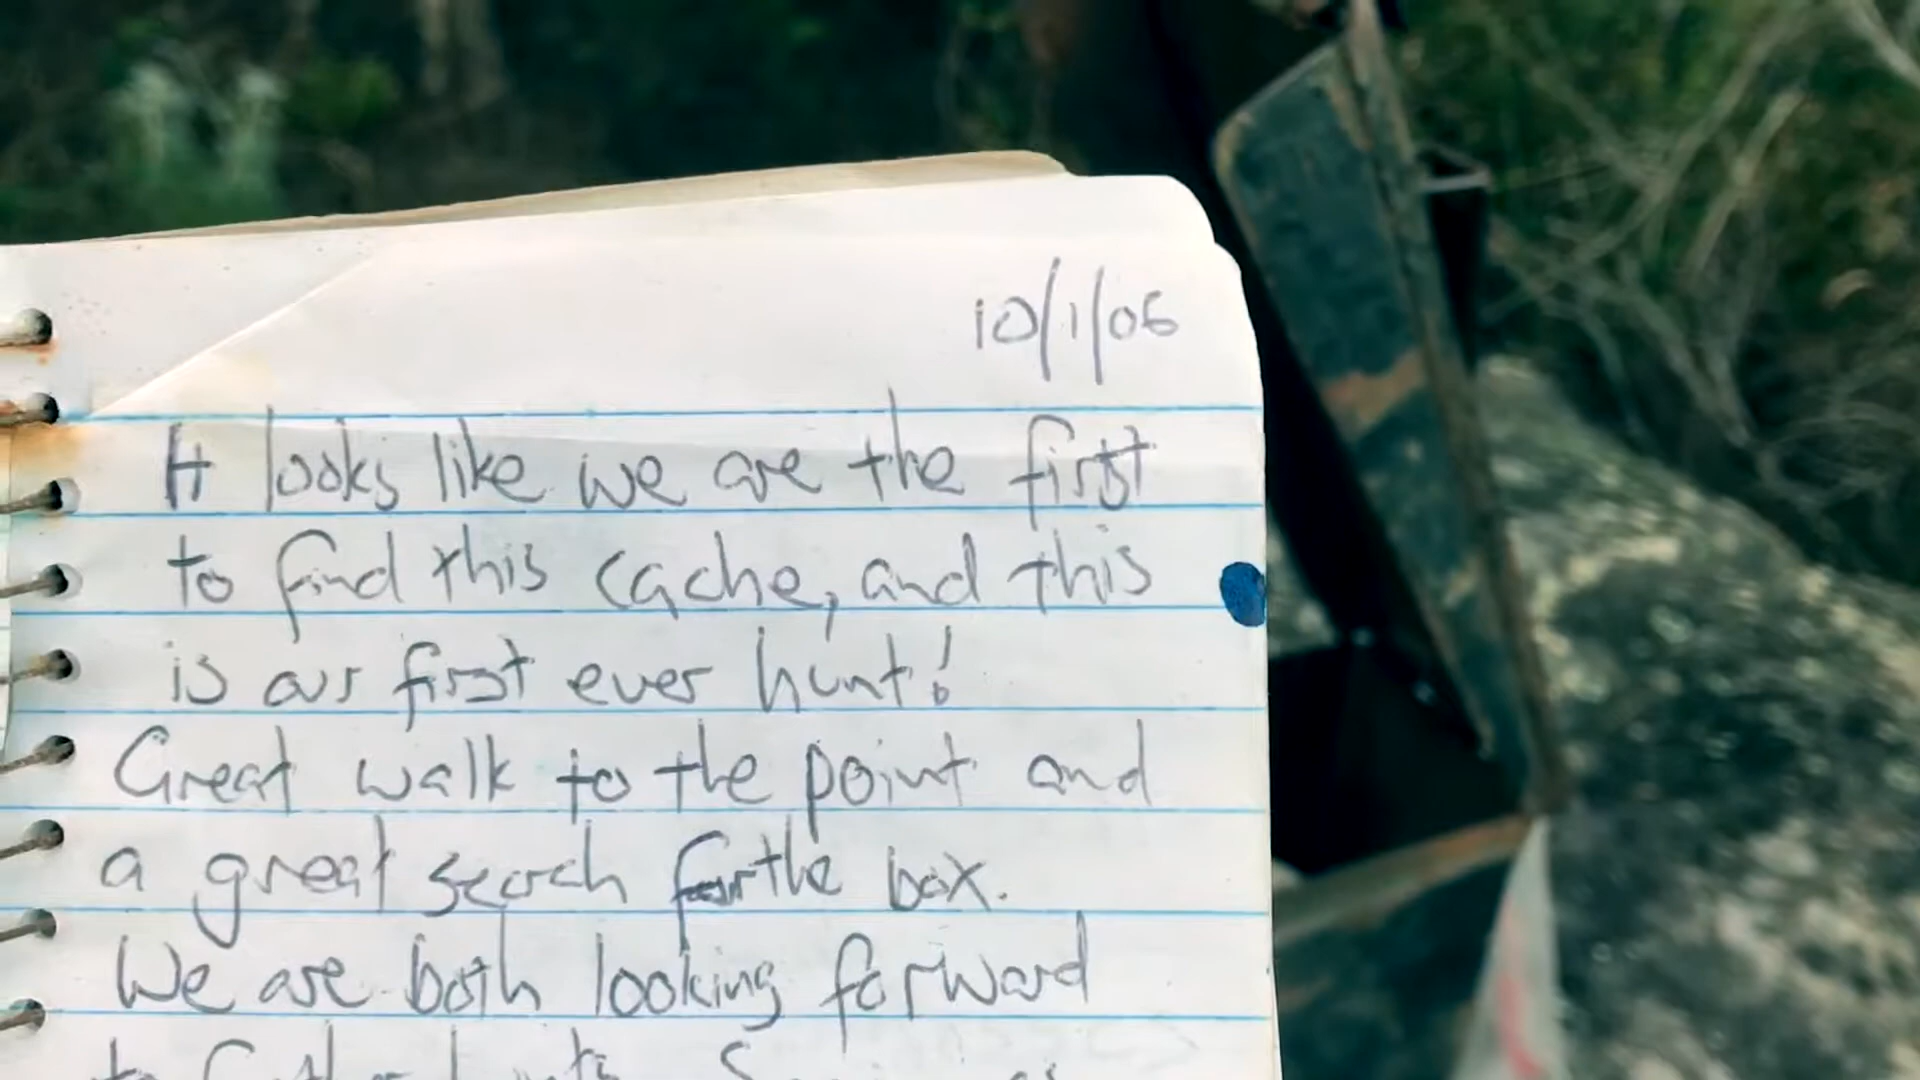 10/1/06
It looks like we are the first
to find this cache, and this
is our first ever hunt!
Great walk to the point and
a great search for the box.
We are both looking forward
to